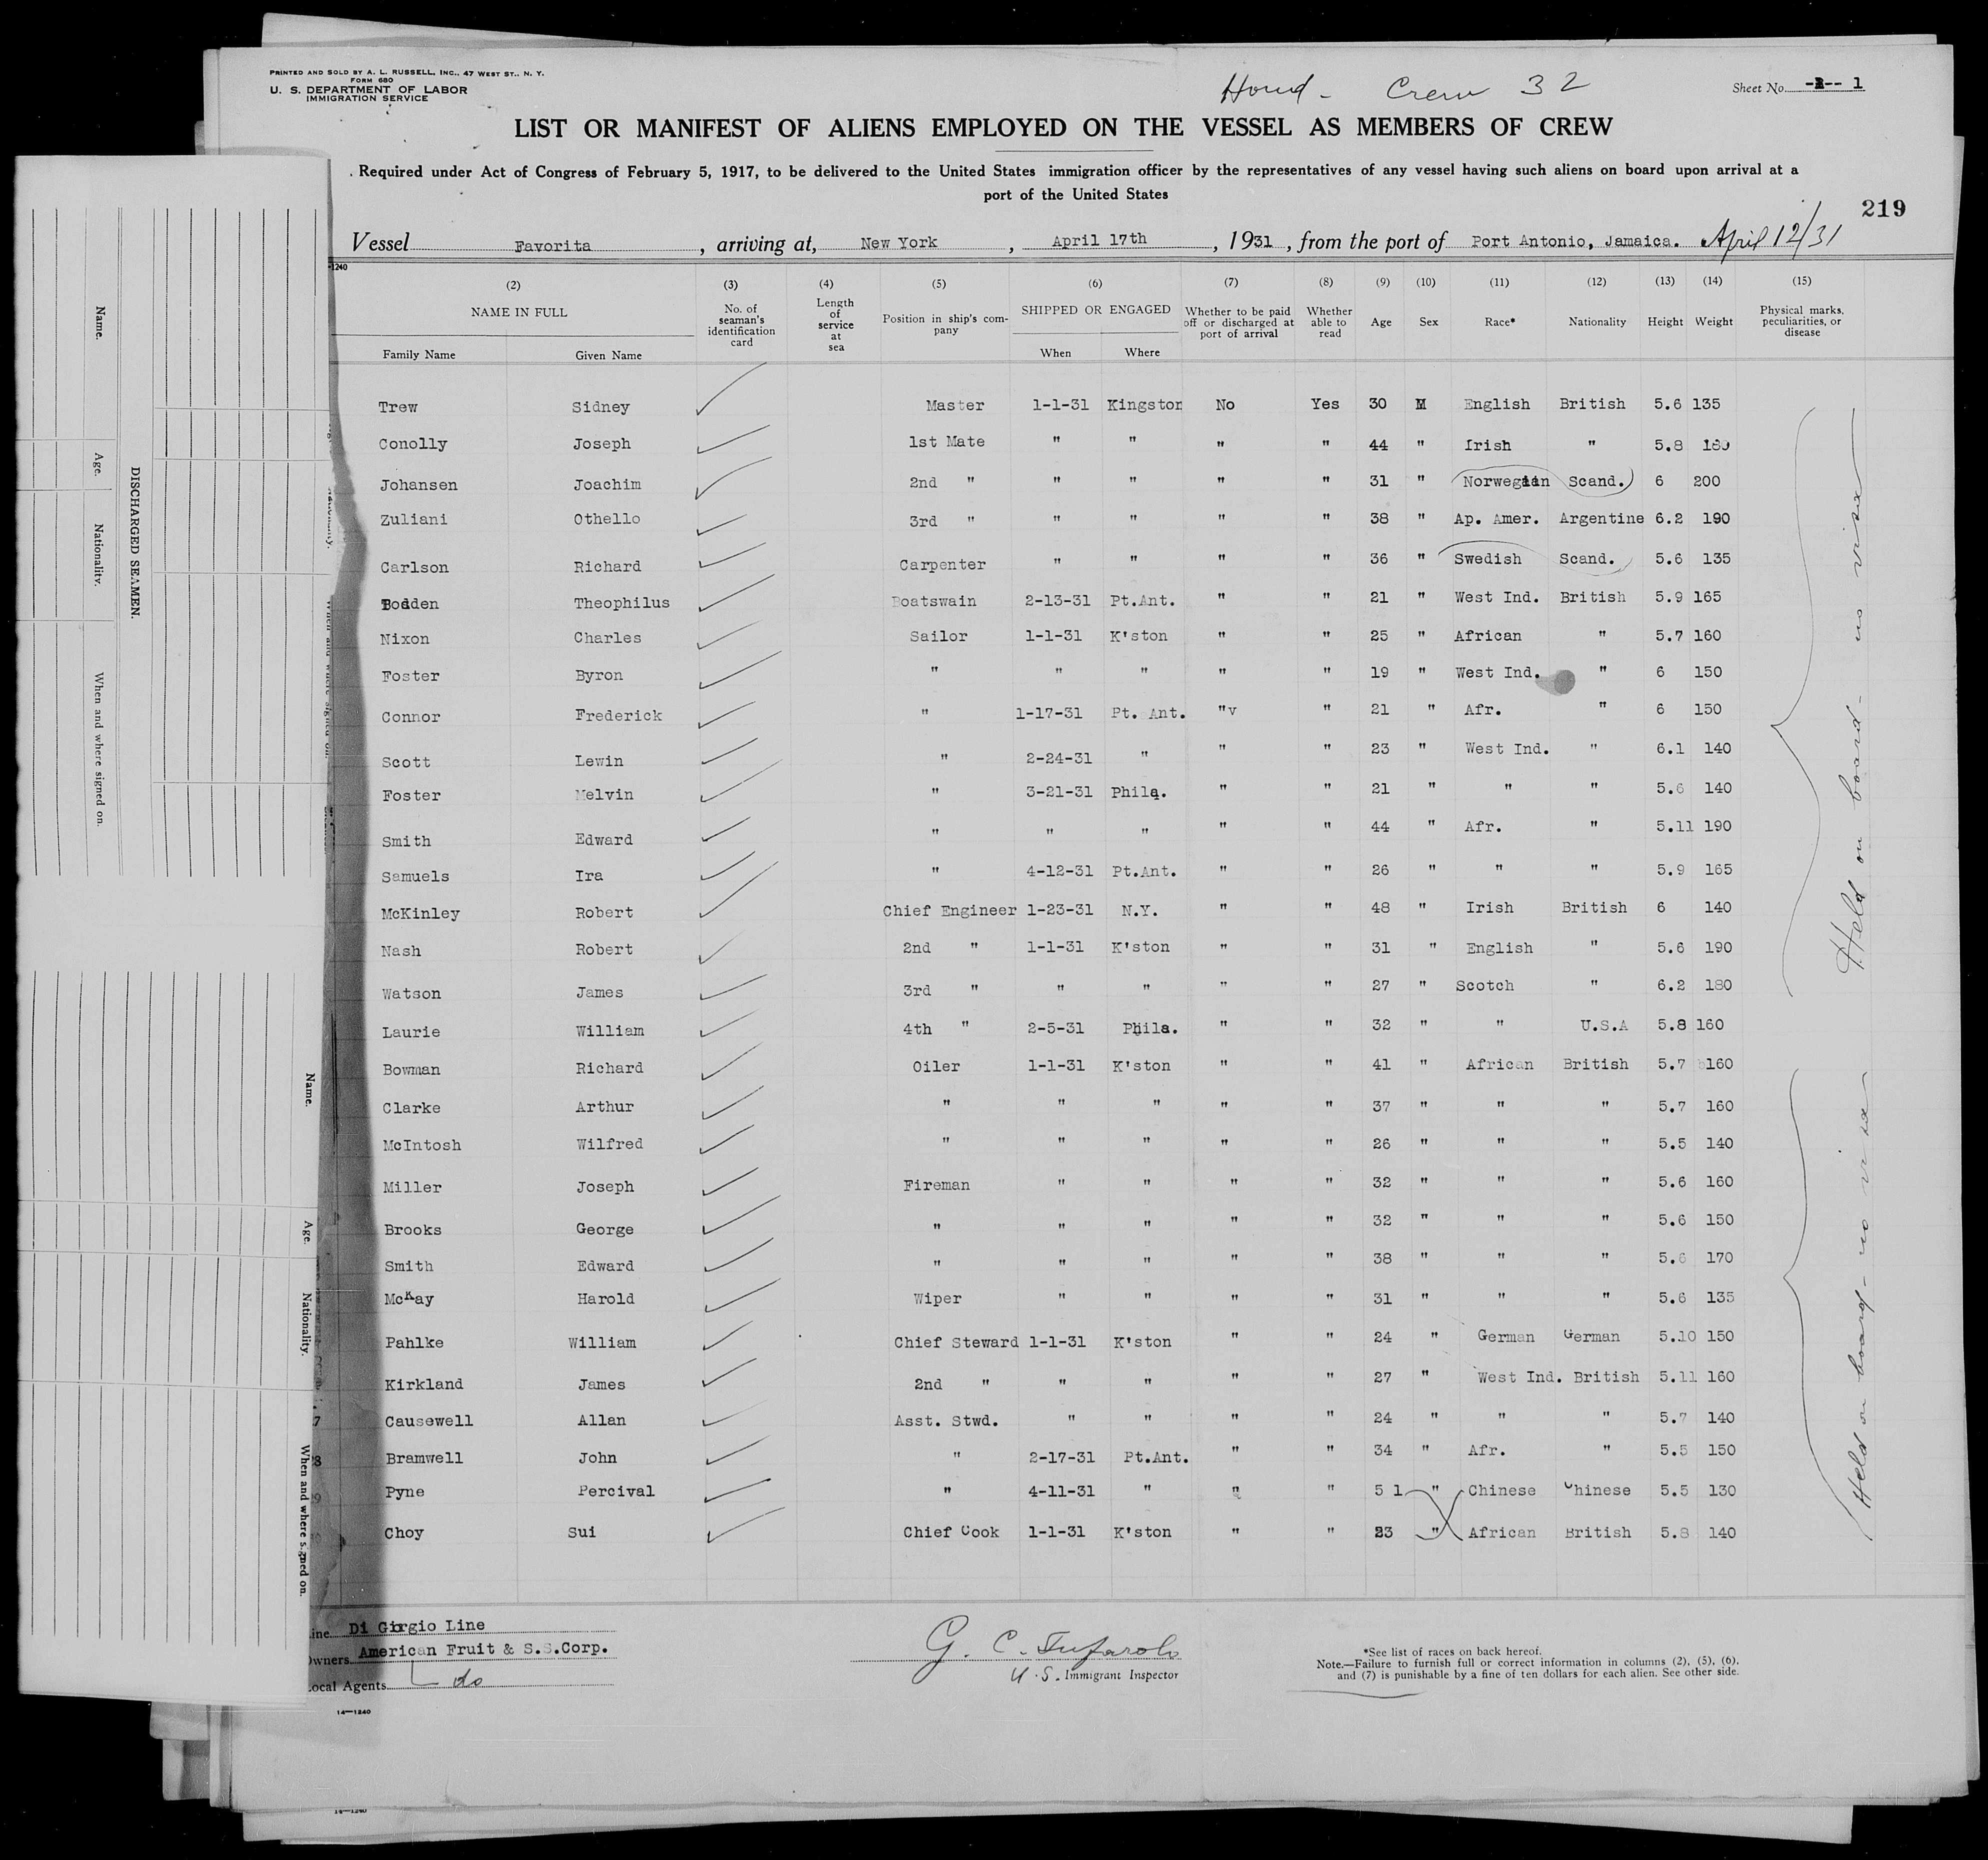 PRINTED AND SOLD BY A. L. RUSSELL, INC., 47 WEST ST., N. Y.
FORM 680
U. S. DEPARTMENT OF LABOR
IMMIGRATION SERVICE
Crew 32
Sheet No. 1
LIST OR MANIFEST OF ALIENS EMPLOYED ON THE VESSEL AS MEMBERS OF CREW
Required under Act of Congress of February 5, 1917, to be delivered to the United States immigration officer by the representatives of any vessel having such aliens on board upon arrival at a
port of the United States
219
Vessel Favorita, arriving at, New York, April 17th, 1931, from the port of Port Antonio, Jamaica. April 12/31
(2) (3) (4) (5) (6) (7) (8) (9) (10) (11) (12) (13) (14) (15)
NAME IN FULL No. of seaman's identification card Length of service at sea Position in ship's company SHIPPED OR ENGAGED Whether to be paid off or discharged at port of arrival Whether able to read Age Sex Race* Nationality Height Weight Physical marks, peculiarities, or disease
Family Name Given Name When Where
Trew Sidney Master 1-1-31 Kingston No Yes 30 M English British 5.6 135
Conolly Joseph 1st Mate " " " " 44 " Irish " 5.8 180
Johansen Joachim 2nd " " " " " 31 " Norwegian Scand. 6 200
Zuliani Othello 3rd " " " " " 38 " Ap. Amer. Argentine 6.2 190
Carlson Richard Carpenter " " " " 36 " Swedish Scand. 5.6 135
Bodden Theophilus Boatswain 2-13-31 Pt.Ant. " " 21 " West Ind. British 5.9 165
Nixon Charles Sailor 1-1-31 K'ston " " 25 " African " 5.7 160
Foster Byron " " " " " 19 " West Ind. " 6 150
Connor Frederick " 1-17-31 Pt. Ant. "v " 21 " Afr. " 6 150
Scott Lewin " 2-24-31 " " " 23 " West Ind. " 6.1 140
Foster Melvin " 3-21-31 Phila. " " 21 " " " 5.6 140
Smith Edward " " " " " 44 " Afr. " 5.11 190
Samuels Ira " 4-12-31 Pt.Ant. " " 26 " " " 5.9 165
McKinley Robert Chief Engineer 1-23-31 N.Y. " " 48 " Irish British 6 140
Nash Robert 2nd " 1-1-31 K'ston " " 31 " English " 5.6 190
Watson James 3rd " " " " " 27 " Scotch " 6.2 180
Laurie William 4th " 2-5-31 Phila. " " 32 " " U.S.A 5.8 160
Bowman Richard Oiler 1-1-31 K'ston " " 41 " African British 5.7 160
Clarke Arthur " " " " " 37 " " " 5.7 160
McIntosh Wilfred " " " " " 26 " " " 5.5 140
Miller Joseph Fireman " " " " 32 " " " 5.6 160
Brooks George " " " " " 32 " " " 5.6 150
Smith Edward " " " " " 38 " " " 5.6 170
McKay Harold Wiper " " " " 31 " " " 5.6 135
Pahlke William Chief Steward 1-1-31 K'ston " " 24 " German German 5.10 150
Kirkland James 2nd " " " " " 27 " West Ind. British 5.11 160
Causewell Allan Asst. Stwd. " " " " 24 " " " 5.7 140
Bramwell John " 2-17-31 Pt.Ant. " " 34 " Afr. " 5.5 150
Pyne Percival " 4-11-31 " " " 51 " Chinese Chinese 5.5 130
Choy Sui Chief Cook 1-1-31 K'ston " " 23 " African British 5.8 140
Held on board - no visa
Held on board - no visa
Line Di Giorgio Line
Owners American Fruit & S.S.Corp.
Local Agents do
14-1240
G. C.
U.S. Immigrant Inspector
*See list of races on back hereof.
Note.—Failure to furnish full or correct information in columns (2), (5), (6),
and (7) is punishable by a fine of ten dollars for each alien. See other side.
DISCHARGED SEAMEN.
Name.
Age.
Nationality.
When and where signed on.
Name.
Age.
Nationality.
When and where signed on.